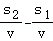 s₂/v - s₁/v